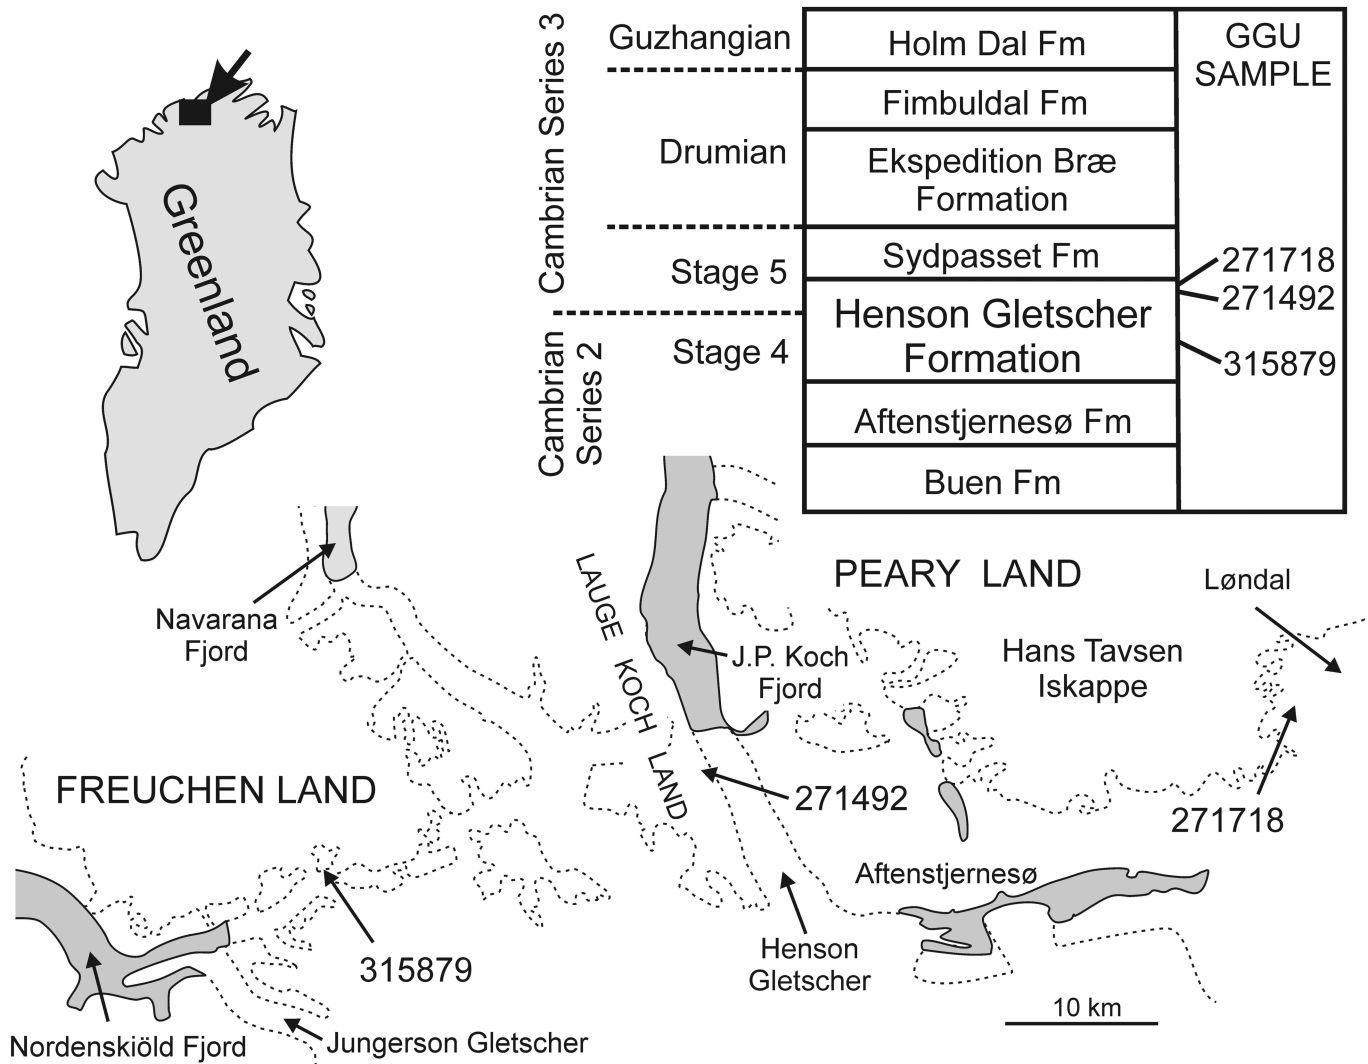 Greenland
Cambrian Series 3
Cambrian
Series 2
Guzhangian
Drumian
Stage 5
Stage 4
Holm Dal Fm
Fimbuldal Fm
Ekspedition Bræ
Formation
Sydpasset Fm
Henson Gletscher
Formation
Aftenstjernesø Fm
Buen Fm
GGU
SAMPLE
271718
271492
315879
PEARY LAND
Løndal
Navarana
Fjord
LAUGE KOCH LAND
J.P. Koch
Fjord
Hans Tavsen
Iskappe
FREUCHEN LAND
271492
271718
Aftenstjernesø
315879
Henson
Gletscher
10 km
Nordenskiöld Fjord
Jungerson Gletscher